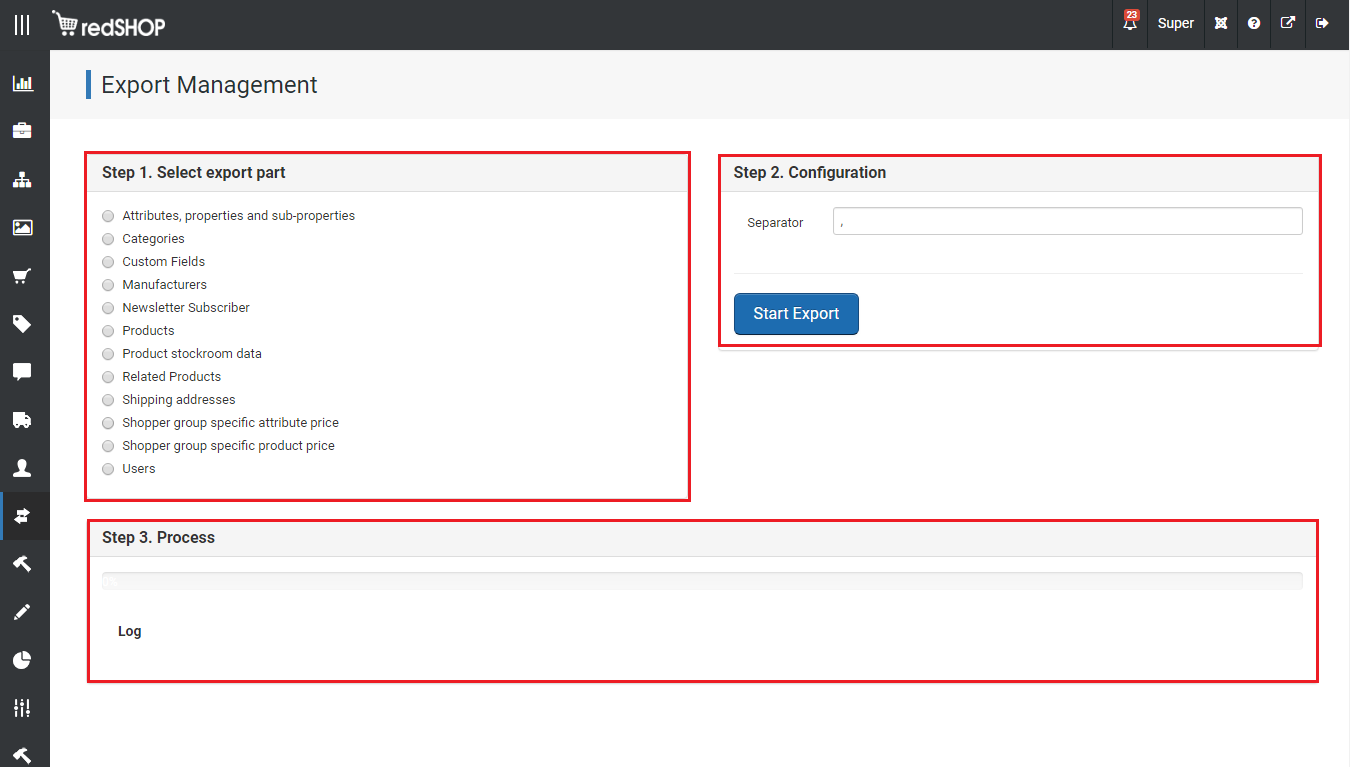 redSHOP
23
Super
Export Management
Step 1. Select export part
Attributes, properties and sub-properties
Categories
Custom Fields
Manufacturers
Newsletter Subscriber
Products
Product stockroom data
Related Products
Shipping addresses
Shopper group specific attribute price
Shopper group specific product price
Users
Step 2. Configuration
Separator ,
Start Export
Step 3. Process
0%
Log